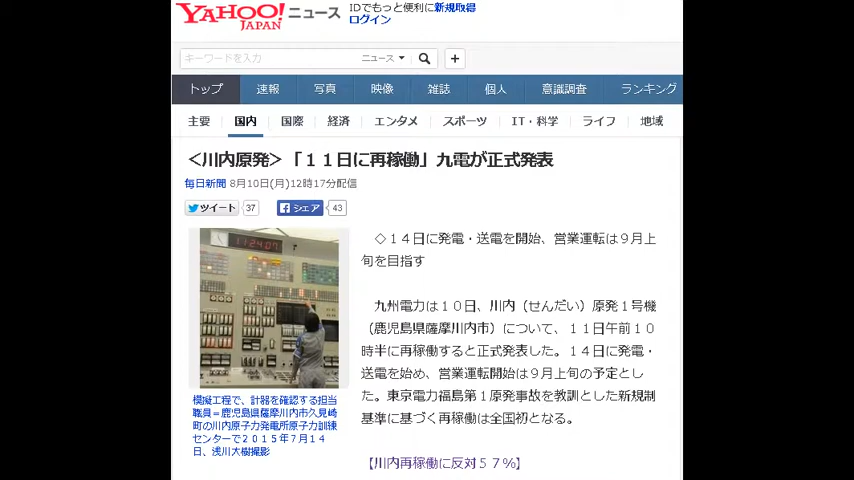 YAHOO! ニュース
JAPAN
IDでもっと便利に新規取得
ログイン
キーワードを入力 ニュース
トップ 速報 写真 映像 雑誌 個人 意識調査 ランキング
主要 国内 国際 経済 エンタメ スポーツ IT・科学 ライフ 地域
<川内原発>「１１日に再稼働」九電が正式発表
毎日新聞 8月10日(月)12時17分配信
ツイート 37 シェア 43
11:24:07
◇１４日に発電・送電を開始、営業運転は９月上
旬を目指す
九州電力は１０日、川内（せんだい）原発１号機
（鹿児島県薩摩川内市）について、１１日午前１０
時半に再稼働すると正式発表した。１４日に発電・
送電を始め、営業運転開始は９月上旬の予定とし
た。東京電力福島第１原発事故を教訓とした新規制
基準に基づく再稼働は全国初となる。
【川内再稼働に反対５７％】
模擬工程で、計器を確認する担当
職員＝鹿児島県薩摩川内市久見崎
町の川内原子力発電所原子力訓練
センターで２０１５年７月１４
日、浅川大樹撮影